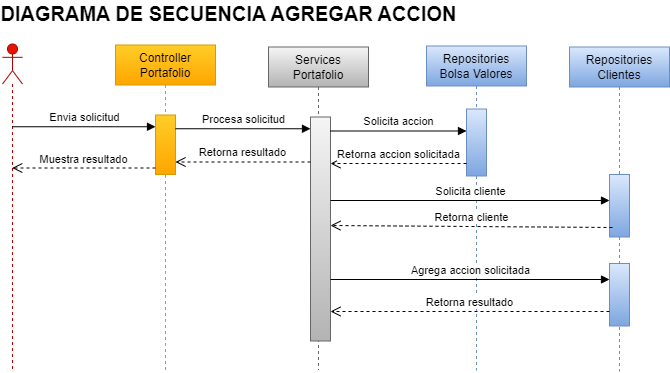 DIAGRAMA DE SECUENCIA AGREGAR ACCION
Controller
Portafolio
Services
Portafolio
Repositories
Bolsa Valores
Repositories
Clientes
Envia solicitud
Procesa solicitud
Solicita accion
Muestra resultado
Retorna resultado
Retorna accion solicitada
Solicita cliente
Retorna cliente
Agrega accion solicitada
Retorna resultado